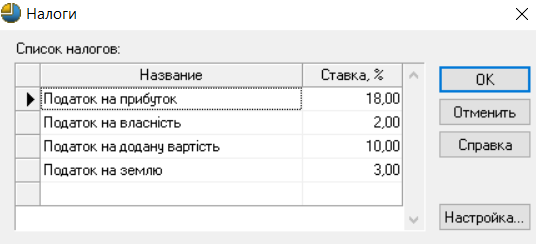 Налоги
Список налогов:
Название Ставка, %
Податок на прибуток 18,00
Податок на власність 2,00
Податок на додану вартість 10,00
Податок на землю 3,00
OK
Отменить
Справка
Настройка...